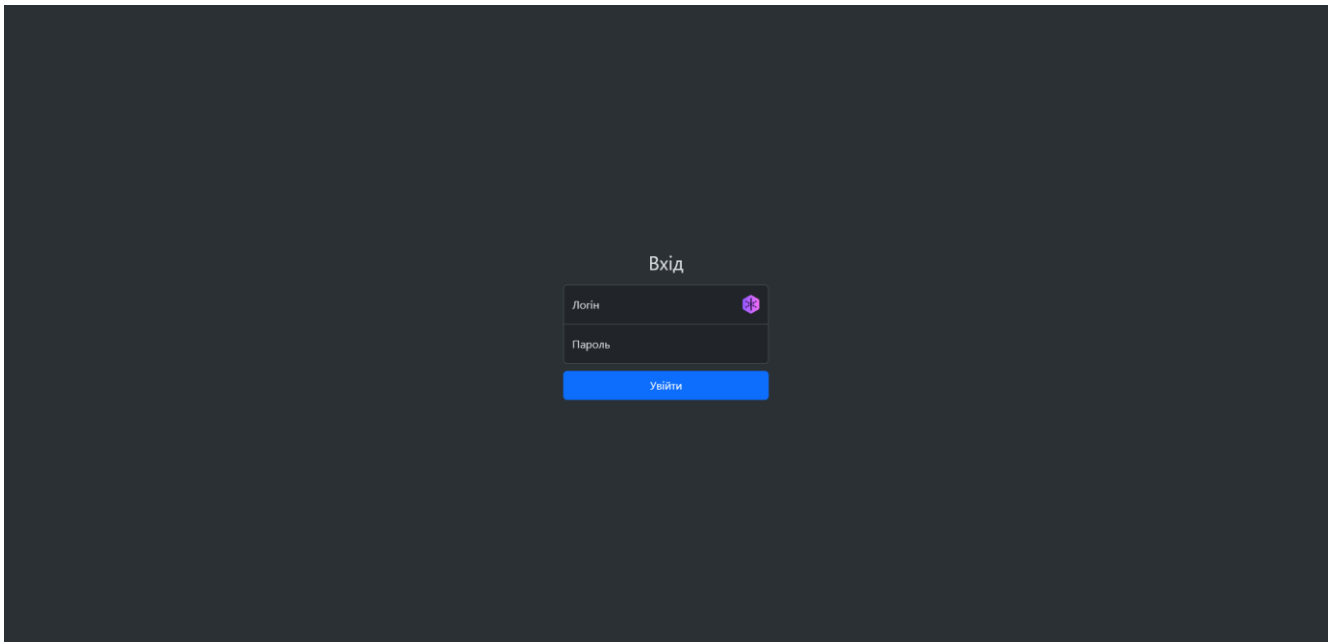 Вхід
Логін
Пароль
Увійти